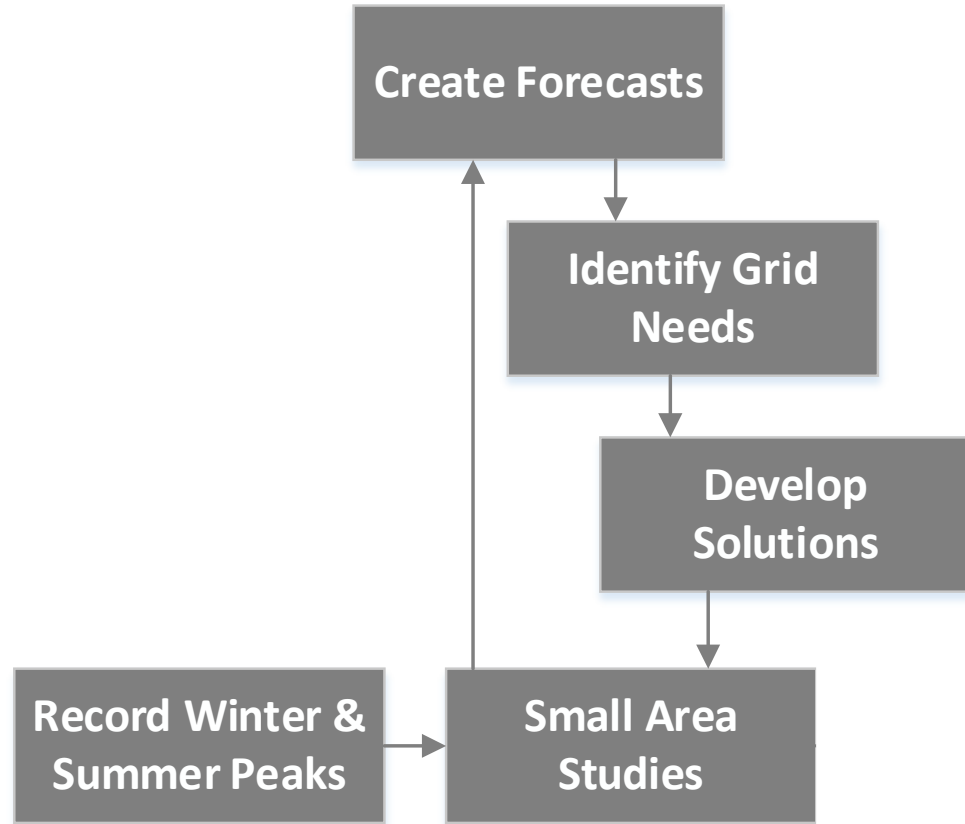 Create Forecasts
Identify Grid
Needs
Develop
Solutions
Record Winter &
Summer Peaks
Small Area
Studies